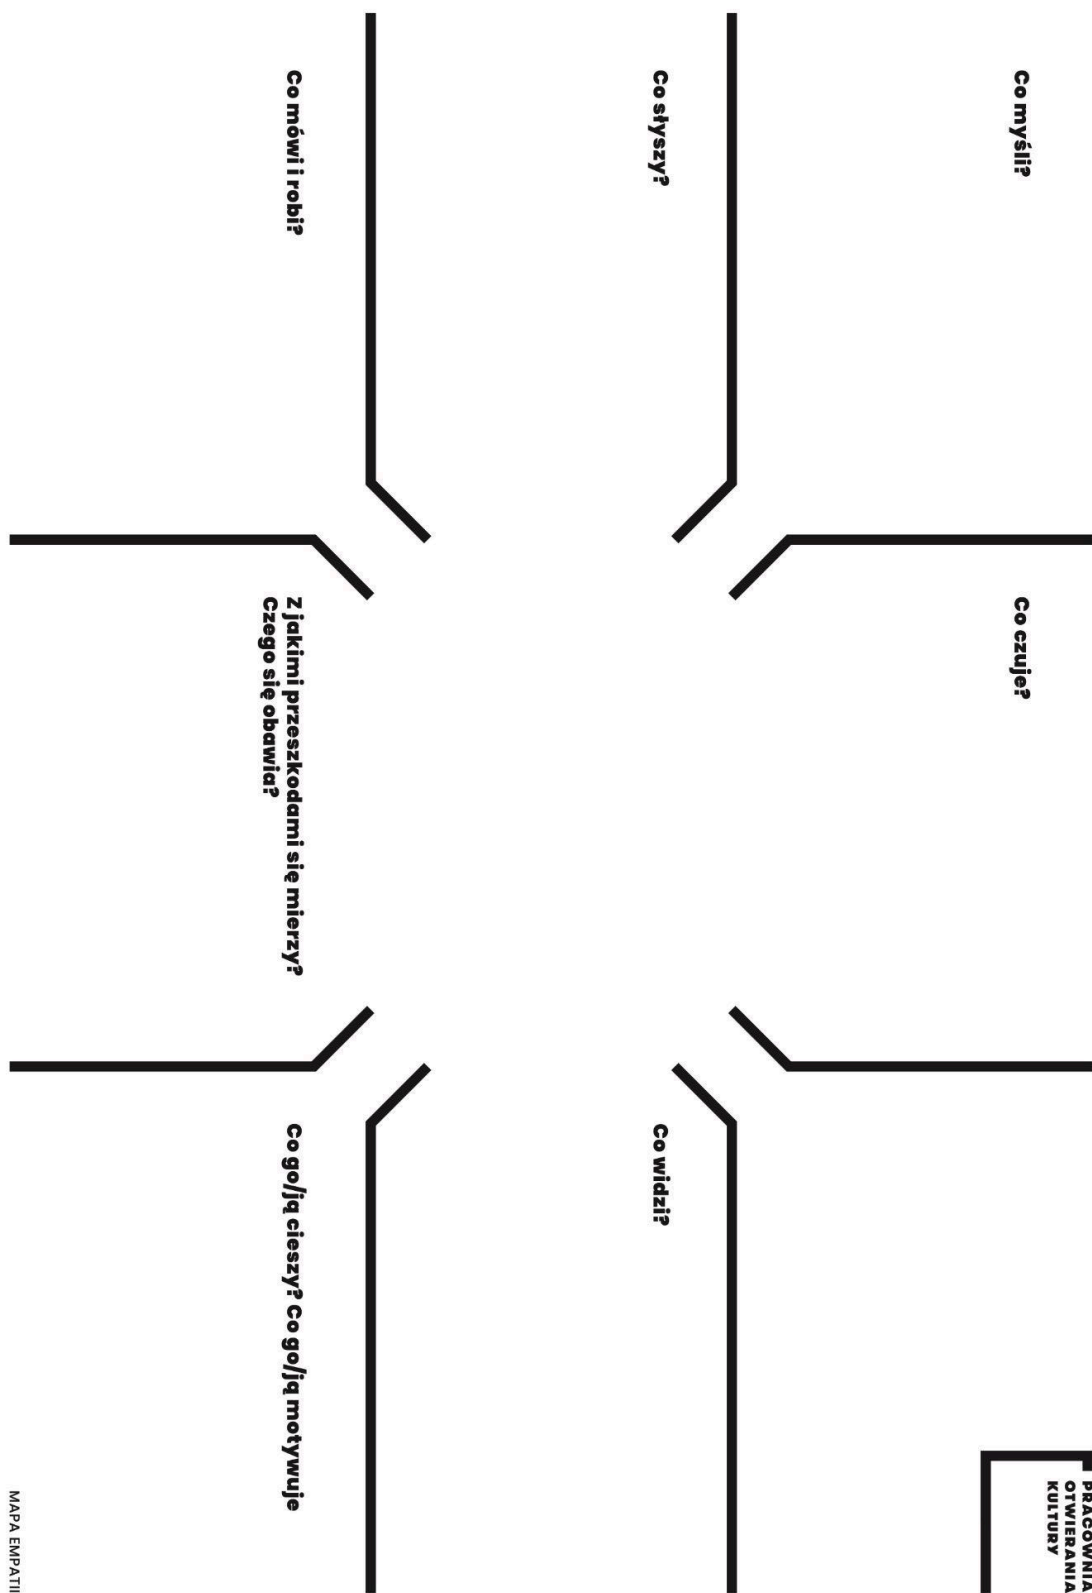 Co myśli?
Co czuje?
PRACOWNIA
OTWIERANIA
KULTURY
Co słyszy?
Co widzi?
Co mówi i robi?
Z jakimi przeszkodami się mierzy?
Czego się obawia?
Co go/ją cieszy? Co go/ją motywuje
MAPA EMPATII